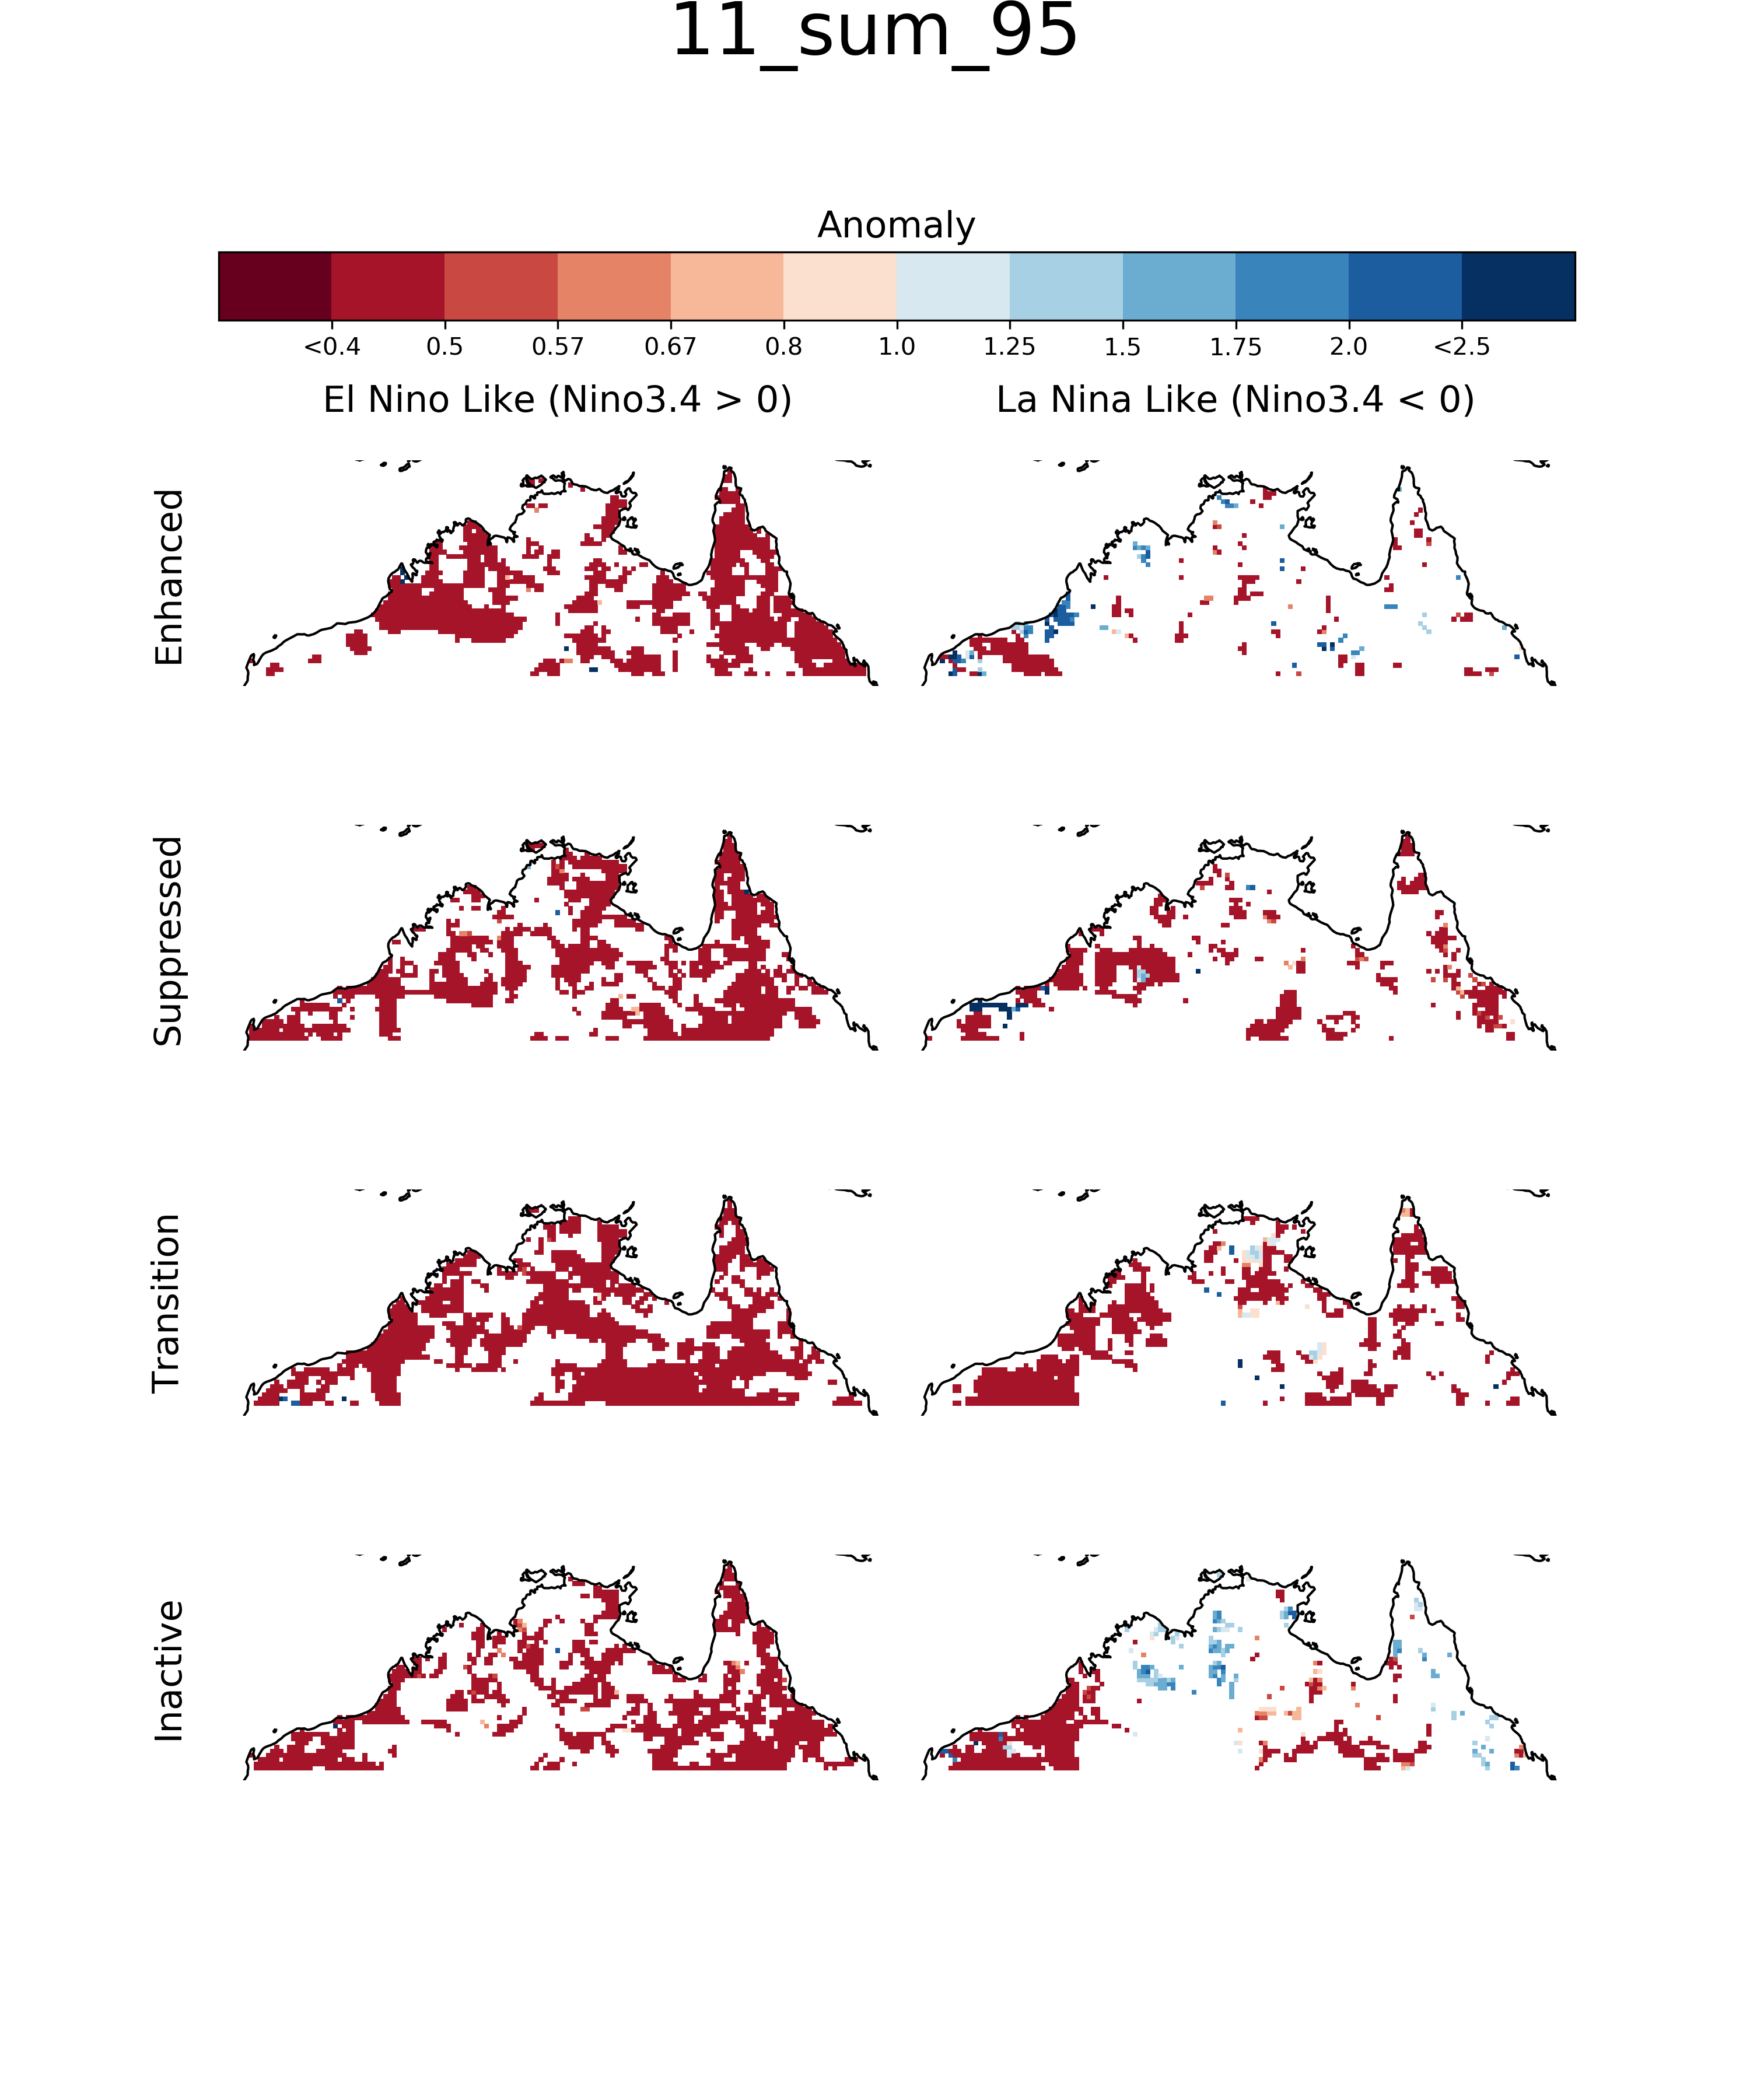 11_sum_95
Anomaly
<0.4 0.5 0.57 0.67 0.8 1.0 1.25 1.5 1.75 2.0 <2.5
El Nino Like (Nino3.4 > 0) La Nina Like (Nino3.4 < 0)
Enhanced
Suppressed
Transition
Inactive